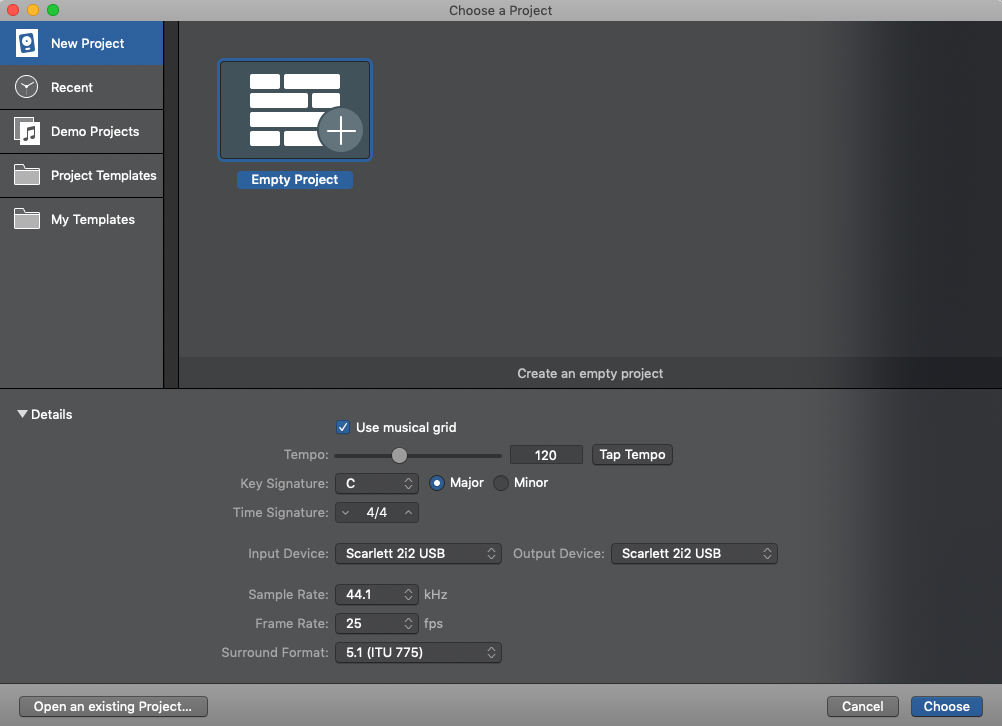 Choose a Project
New Project
Recent
Demo Projects
Project Templates
My Templates
Empty Project
Create an empty project
Details
Use musical grid
Tempo: 120 Tap Tempo
Key Signature: C Major Minor
Time Signature: 4/4
Input Device: Scarlett 2i2 USB Output Device: Scarlett 2i2 USB
Sample Rate: 44.1 kHz
Frame Rate: 25 fps
Surround Format: 5.1 (ITU 775)
Open an existing Project... Cancel Choose